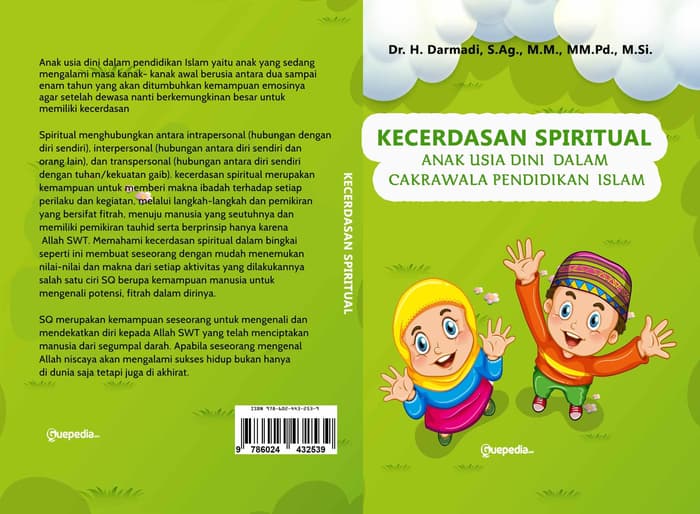 Anak usia dini dalam pendidikan Islam yaitu anak yang sedang
mengalami masa kanak- kanak awal berusia antara dua sampai
enam tahun yang akan ditumbuhkan kemampuan emosinya
agar setelah dewasa nanti berkemungkinan besar untuk
memiliki kecerdasan
Spiritual menghubungkan antara intrapersonal (hubungan dengan
diri sendiri), interpersonal (hubungan antara diri sendiri dan
orang lain), dan transpersonal (hubungan antara diri sendiri
dengan tuhan/kekuatan gaib). kecerdasan spiritual merupakan
kemampuan untuk memberi makna ibadah terhadap setiap
perilaku dan kegiatan, melalui langkah-langkah dan pemikiran
yang bersifat fitrah, menuju manusia yang seutuhnya dan
memiliki pemikiran tauhid serta berprinsip hanya karena
Allah SWT. Memahami kecerdasan spiritual dalam bingkai
seperti ini membuat seseorang dengan mudah menemukan
nilai-nilai dan makna dari setiap aktivitas yang dilakukannya
salah satu ciri SQ berupa kemampuan manusia untuk
mengenali potensi, fitrah dalam dirinya.
SQ merupakan kemampuan seseorang untuk mengenali dan
mendekatkan diri kepada Allah SWT yang telah menciptakan
manusia dari segumpal darah. Apabila seseorang mengenal
Allah niscaya akan mengalami sukses hidup bukan hanya
di dunia saja tetapi juga di akhirat.
Guepedia
ISBN 978-602-443-253-9
9 786024 432539
KECERDASAN SPIRITUAL
Dr. H. Darmadi, S.Ag., M.M., MM.Pd., M.Si.
KECERDASAN SPIRITUAL
ANAK USIA DINI DALAM
CAKRAWALA PENDIDIKAN ISLAM
Guepedia